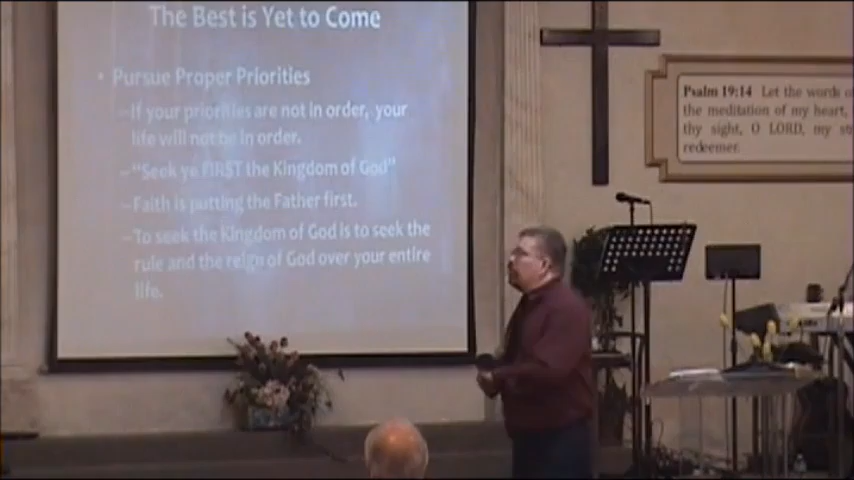 The Best is Yet to Come
• Pursue Proper Priorities
–If your priorities are not in order, your
life will not be in order.
–"Seek ye FIRST the Kingdom of God"
–Faith is putting the Father first.
–To seek the Kingdom of God is to seek the
rule and the reign of God over your entire
life.
Psalm 19:14 Let the words o
the meditation of my heart,
thy sight, O LORD, my st
redeemer.